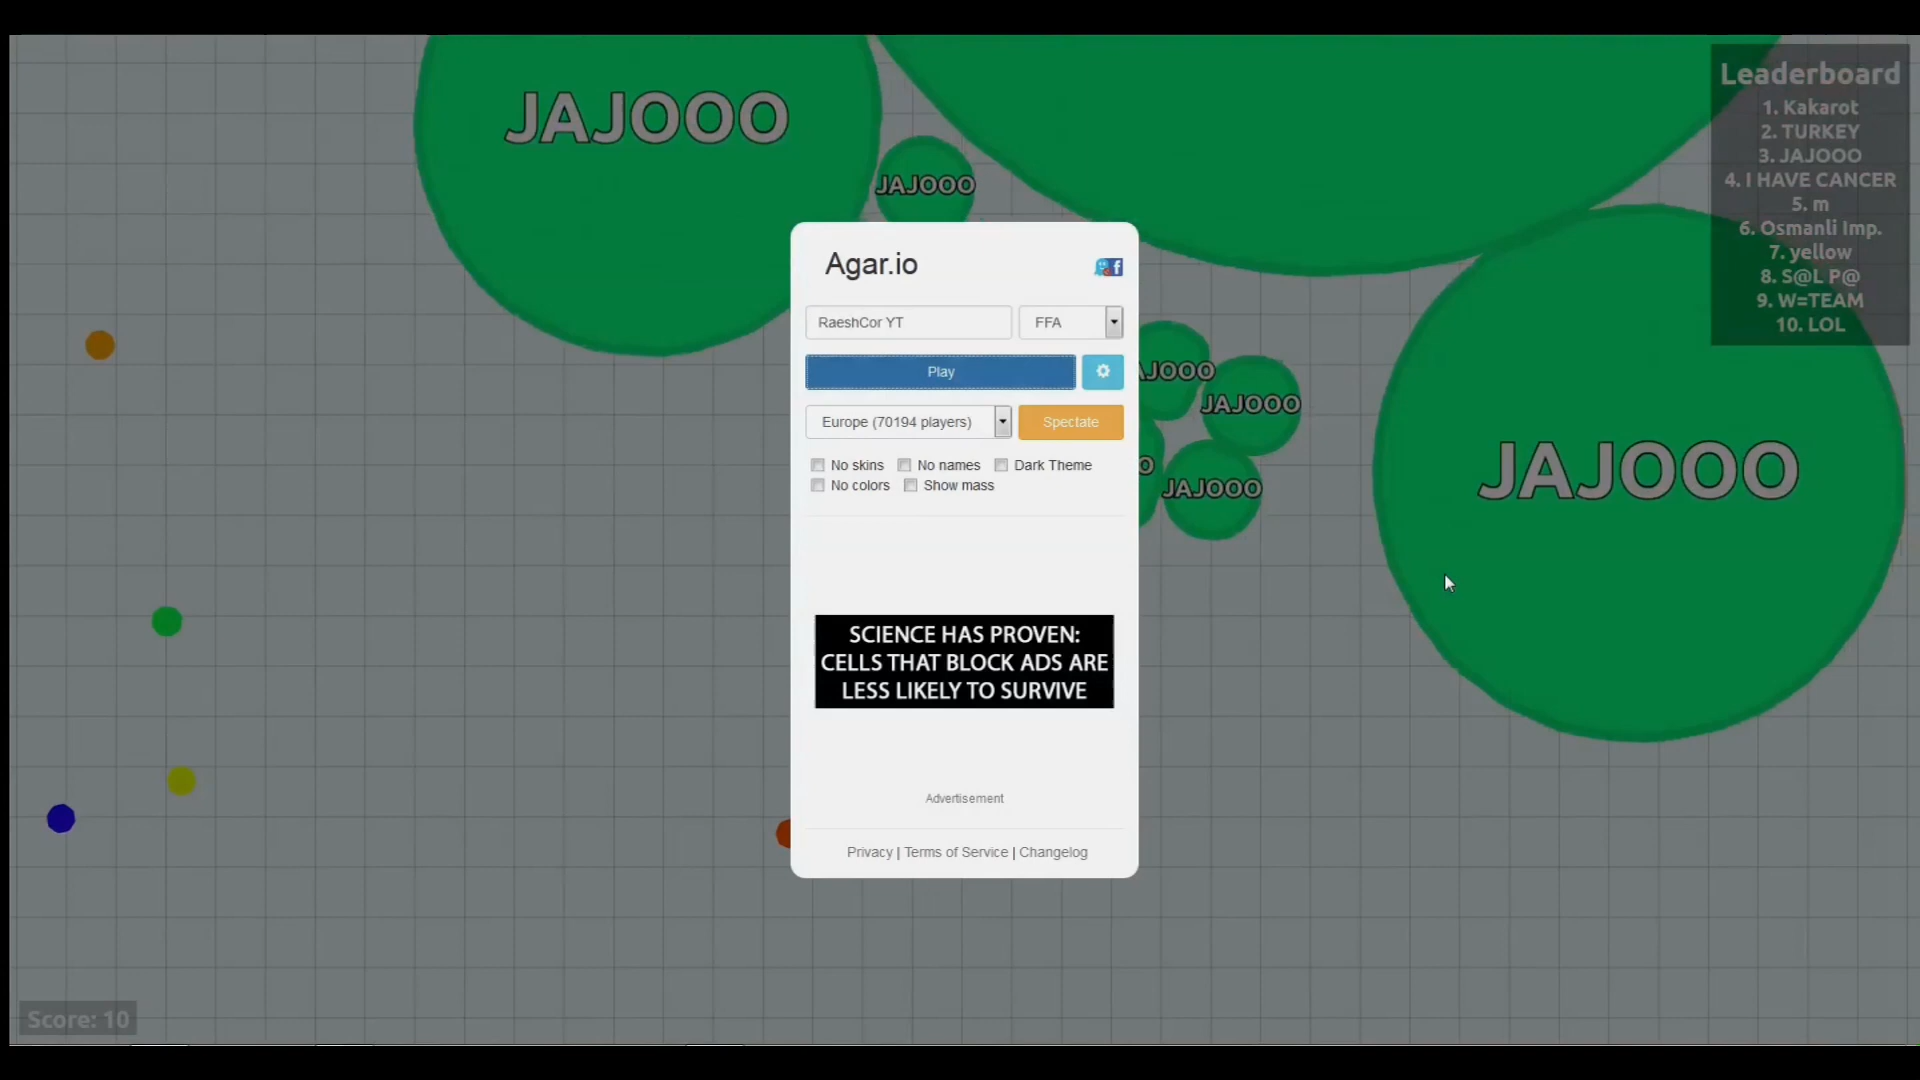 JAJOOO
JAJOOO
Leaderboard
1. Kakarot
2. TURKEY
3. JAJOOO
4. I HAVE CANCER
5. m
6. Osmanli Imp.
7. yellow
8. S@L P@
9. W=TEAM
10. LOL
Agar.io
RaeshCor YT
FFA
Play
Europe (70194 players)
Spectate
No skins
No names
Dark Theme
No colors
Show mass
AJOOO
JAJOOO
O
JAJOOO
JAJOOO
SCIENCE HAS PROVEN:
CELLS THAT BLOCK ADS ARE
LESS LIKELY TO SURVIVE
Advertisement
Privacy | Terms of Service | Changelog
Score: 10